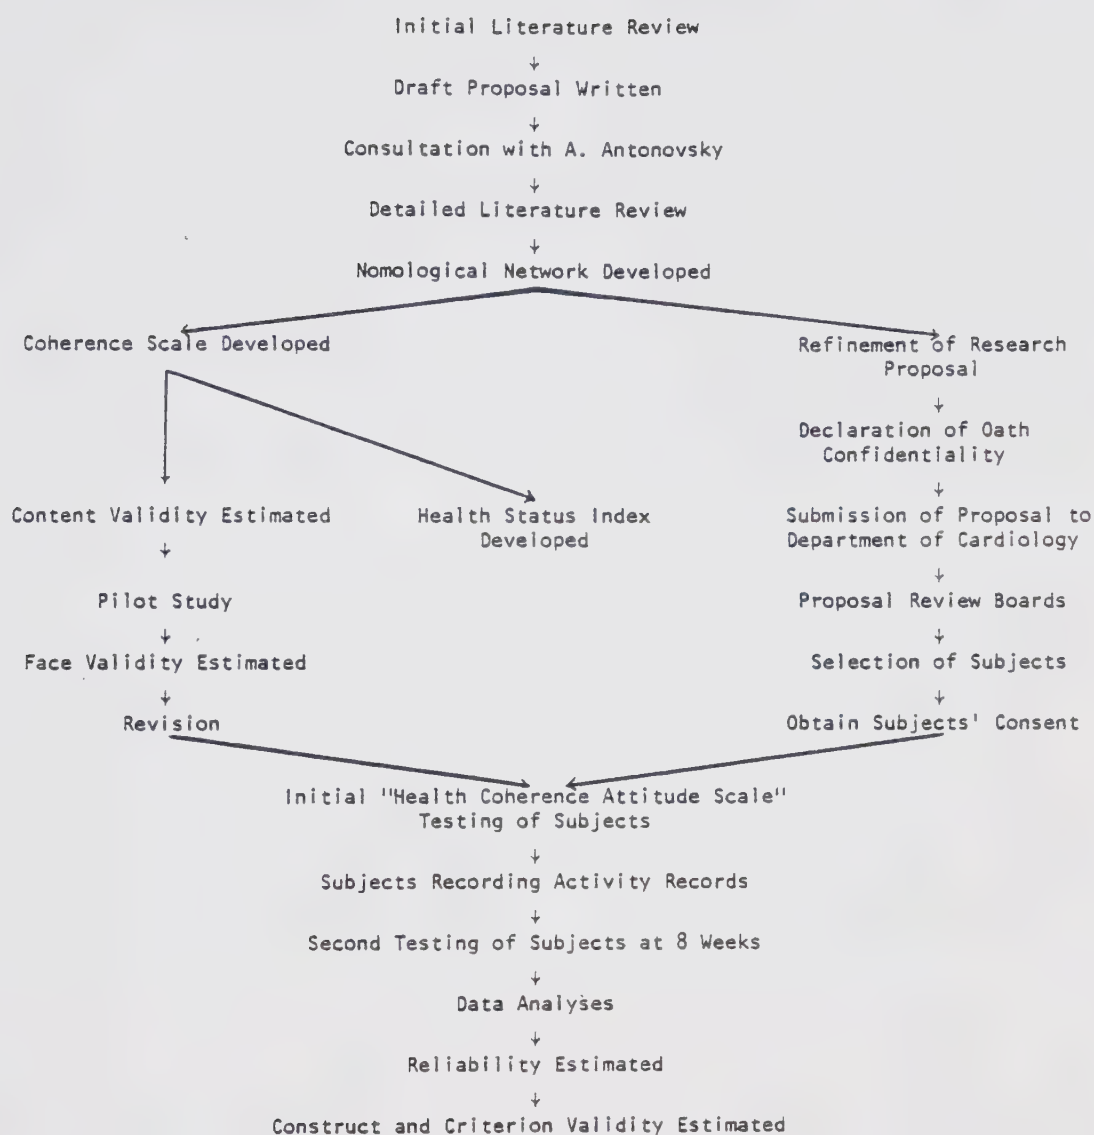 Initial Literature Review
↓
Draft Proposal Written
↓
Consultation with A. Antonovsky
↓
Detailed Literature Review
↓
Nomological Network Developed
Coherence Scale Developed
Content Validity Estimated
↓
Pilot Study
↓
Face Validity Estimated
↓
Revision
Health Status Index
Developed
Refinement of Research
Proposal
↓
Declaration of Oath
Confidentiality
↓
Submission of Proposal to
Department of Cardiology
↓
Proposal Review Boards
↓
Selection of Subjects
↓
Obtain Subjects' Consent
Initial "Health Coherence Attitude Scale"
Testing of Subjects
↓
Subjects Recording Activity Records
↓
Second Testing of Subjects at 8 Weeks
↓
Data Analyses
↓
Reliability Estimated
↓
Construct and Criterion Validity Estimated